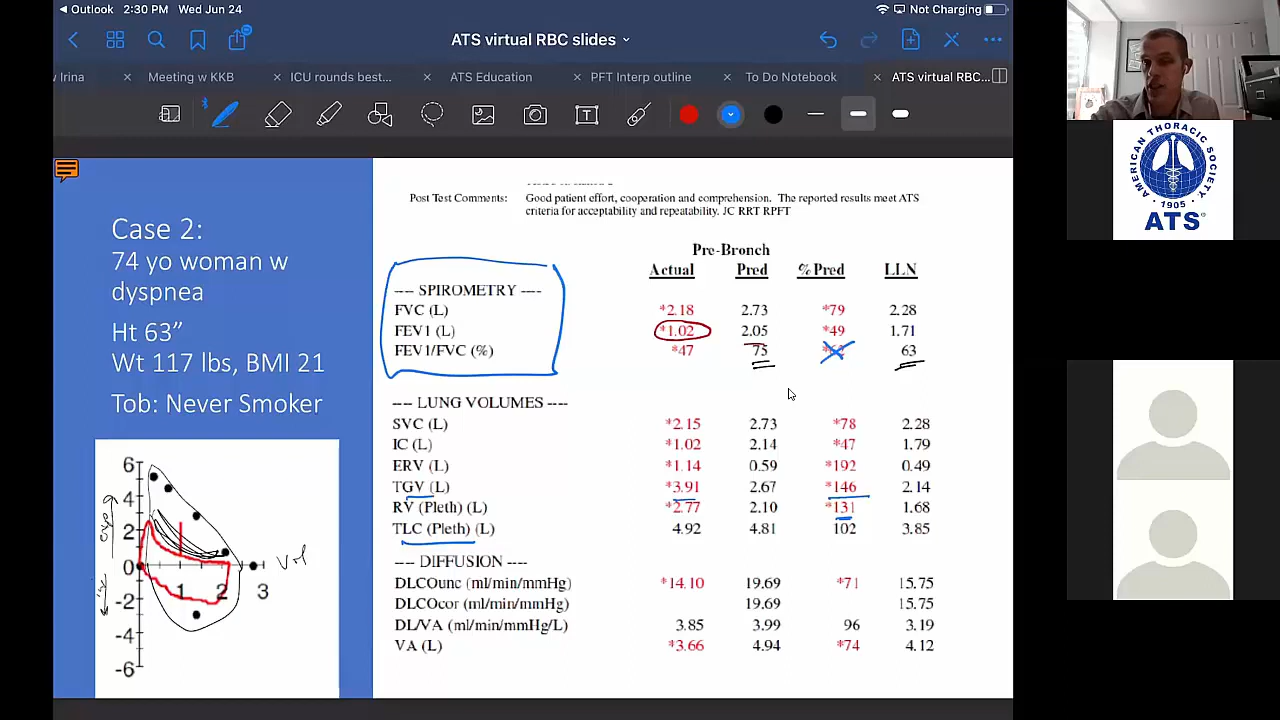 Outlook 2:30 PM Wed Jun 24 Not Charging
ATS virtual RBC slides
w Irina Meeting w KKB ICU rounds best... ATS Education PFT Interp outline To Do Notebook ATS virtual RBC...
Case 2:
74 yo woman w
dyspnea
Ht 63”
Wt 117 lbs, BMI 21
Tob: Never Smoker
6
4
2
0
-2
-4
-6
1 2 3
vol
Post Test Comments: Good patient effort, cooperation and comprehension. The reported results meet ATS
criteria for acceptability and repeatability. JC RRT RPFT
Pre-Bronch
Actual Pred %Pred LLN
---- SPIROMETRY ----
FVC (L) *2.18 2.73 *79 2.28
FEV1 (L) *1.02 2.05 *49 1.71
FEV1/FVC (%) *47 75 63
---- LUNG VOLUMES ----
SVC (L) *2.15 2.73 *78 2.28
IC (L) *1.02 2.14 *47 1.79
ERV (L) *1.14 0.59 *192 0.49
TGV (L) *3.91 2.67 *146 2.14
RV (Pleth) (L) *2.77 2.10 *131 1.68
TLC (Pleth) (L) 4.92 4.81 102 3.85
---- DIFFUSION ----
DLCOunc (ml/min/mmHg) *14.10 19.69 *71 15.75
DLCOcor (ml/min/mmHg) 19.69 15.75
DL/VA (ml/min/mmHg/L) 3.85 3.99 96 3.19
VA (L) *3.66 4.94 *74 4.12
AMERICAN THORACIC SOCIETY
1905
ATS